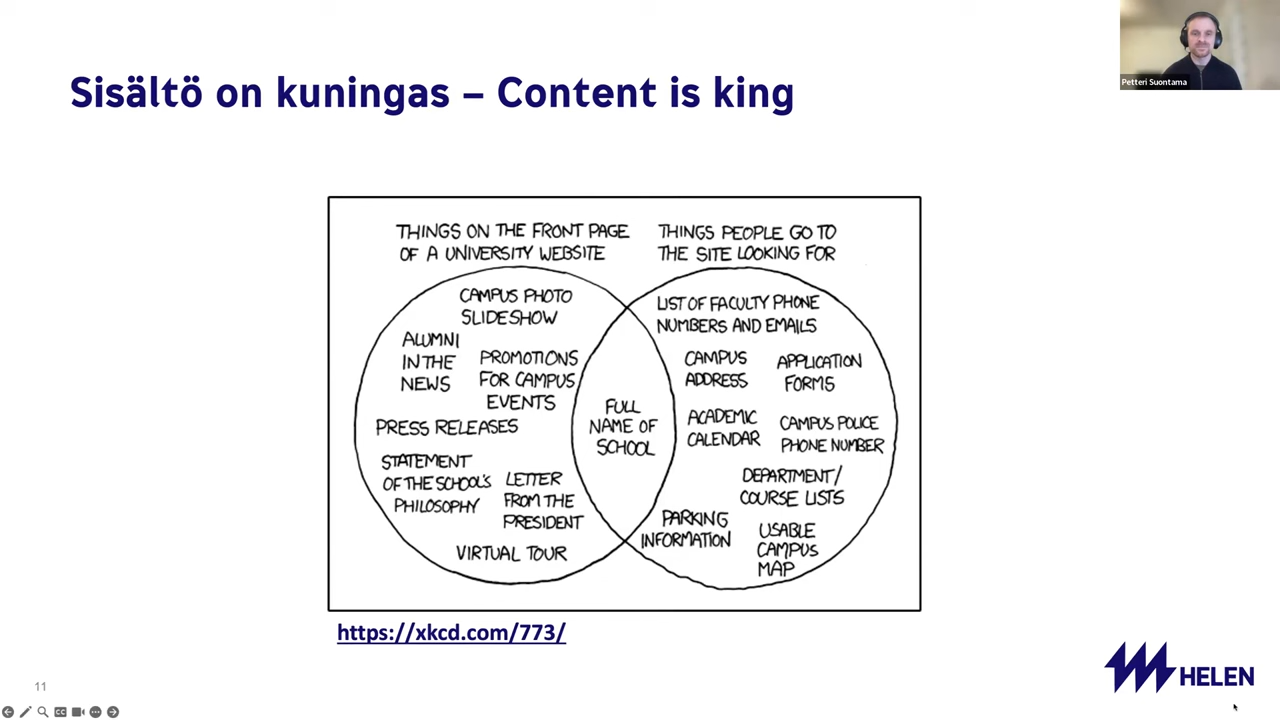 Petteri Suontama
Sisältö on kuningas – Content is king
THINGS ON THE FRONT PAGE
OF A UNIVERSITY WEBSITE
THINGS PEOPLE GO TO
THE SITE LOOKING FOR
CAMPUS PHOTO
SLIDESHOW
ALUMNI
IN THE
NEWS
PROMOTIONS
FOR CAMPUS
EVENTS
PRESS RELEASES
STATEMENT
OF THE SCHOOL'S
PHILOSOPHY
LETTER
FROM THE
PRESIDENT
VIRTUAL TOUR
FULL
NAME OF
SCHOOL
LIST OF FACULTY PHONE
NUMBERS AND EMAILS
CAMPUS
ADDRESS
APPLICATION
FORMS
ACADEMIC
CALENDAR
CAMPUS POLICE
PHONE NUMBER
DEPARTMENT/
COURSE LISTS
PARKING
INFORMATION
USABLE
CAMPUS
MAP
https://xkcd.com/773/
HELEN
11
CC